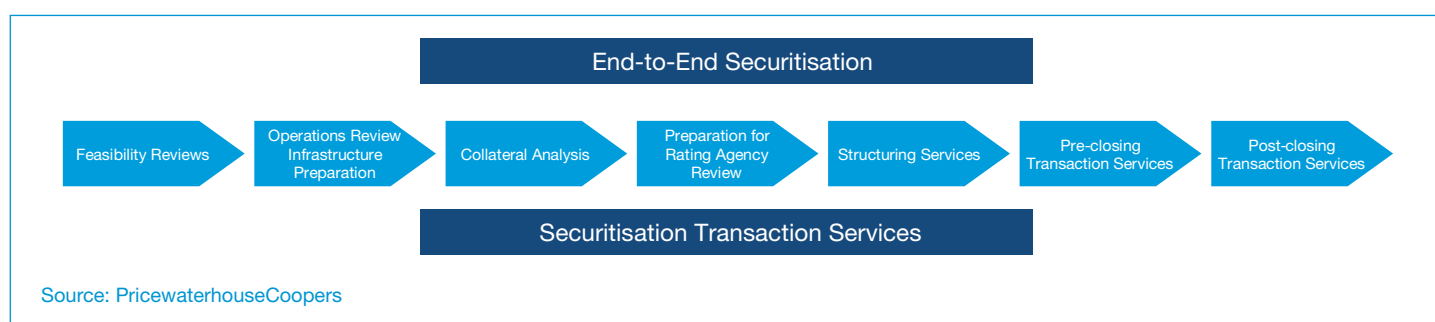 End-to-End Securitisation
Feasibility Reviews
Operations Review
Infrastructure
Preparation
Collateral Analysis
Preparation for
Rating Agency
Review
Structuring Services
Pre-closing
Transaction Services
Post-closing
Transaction Services
Securitisation Transaction Services
Source: PricewaterhouseCoopers